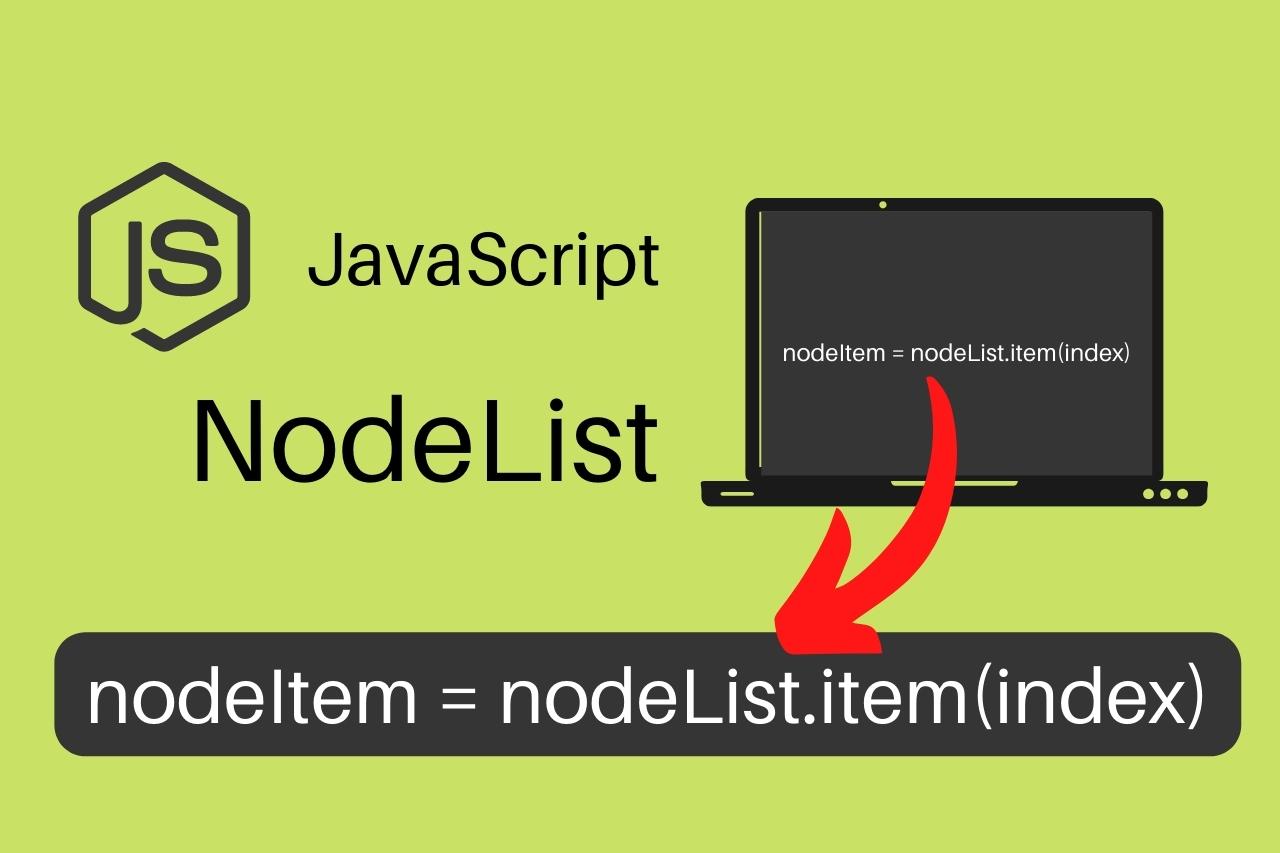 JS
JavaScript
NodeList
nodeItem = nodeList.item(index)
nodeItem = nodeList.item(index)